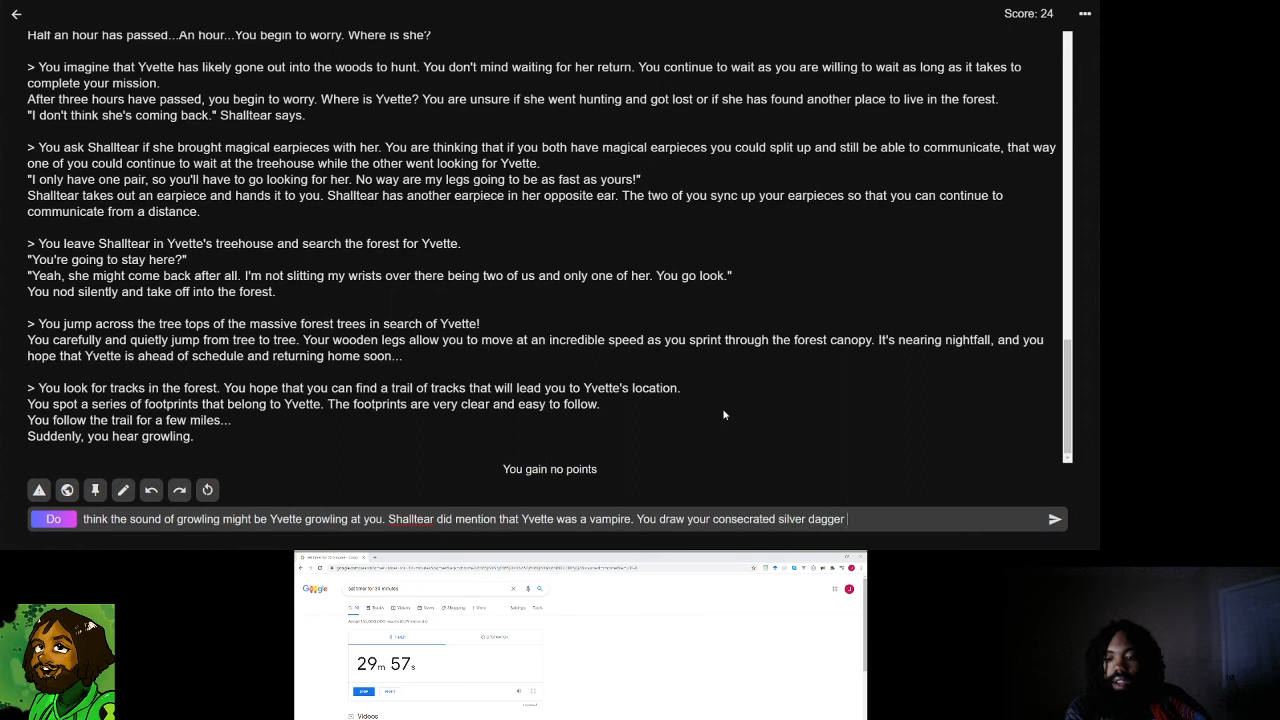 Score: 24
Half an hour has passed...An hour...You begin to worry. Where is she?
> You imagine that Yvette has likely gone out into the woods to hunt. You don't mind waiting for her return. You continue to wait as you are willing to wait as long as it takes to
complete your mission.
After three hours have passed, you begin to worry. Where is Yvette? You are unsure if she went hunting and got lost or if she has found another place to live in the forest.
"I don't think she's coming back." Shalltear says.
> You ask Shalltear if she brought magical earpieces with her. You are thinking that if you both have magical earpieces you could split up and still be able to communicate, that way
one of you could continue to wait at the treehouse while the other went looking for Yvette.
"I only have one pair, so you'll have to go looking for her. No way are my legs going to be as fast as yours!"
Shalltear takes out an earpiece and hands it to you. Shalltear has another earpiece in her opposite ear. The two of you sync up your earpieces so that you can continue to
communicate from a distance.
> You leave Shalltear in Yvette's treehouse and search the forest for Yvette.
"You're going to stay here?"
"Yeah, she might come back after all. I'm not slitting my wrists over there being two of us and only one of her. You go look."
You nod silently and take off into the forest.
> You jump across the tree tops of the massive forest trees in search of Yvette!
You carefully and quietly jump from tree to tree. Your wooden legs allow you to move at an incredible speed as you sprint through the forest canopy. It's nearing nightfall, and you
hope that Yvette is ahead of schedule and returning home soon...
> You look for tracks in the forest. You hope that you can find a trail of tracks that will lead you to Yvette's location.
You spot a series of footprints that belong to Yvette. The footprints are very clear and easy to follow.
You follow the trail for a few miles...
Suddenly, you hear growling.
You gain no points
Do think the sound of growling might be Yvette growling at you. Shalltear did mention that Yvette was a vampire. You draw your consecrated silver dagger
Google
Settings Tools
TIMER STOPWATCH
29m 57s
STOP RESET
Videos